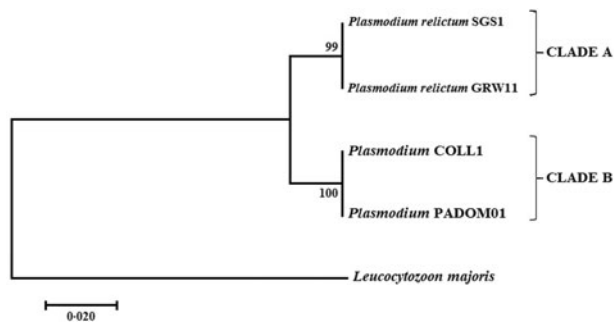 Plasmodium relictum SGS1
99
CLADE A
Plasmodium relictum GRW11
Plasmodium COLL1
CLADE B
100
Plasmodium PADOM01
Leucocytozoon majoris
0·020